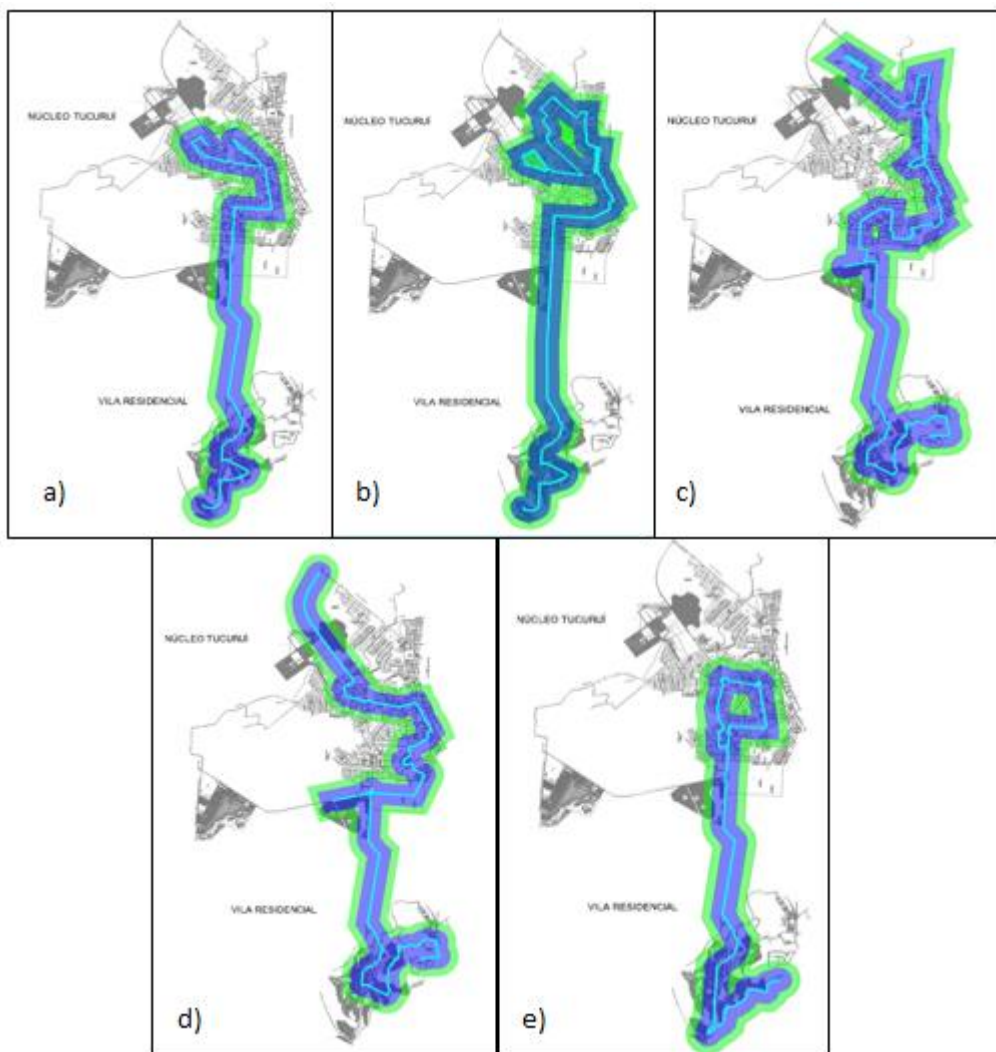 NÚCLEO TUCURUÍ
VILA RESIDENCIAL
a)
NÚCLEO TUCURUÍ
VILA RESIDENCIAL
b)
NÚCLEO TUCURUÍ
VILA RESIDENCIAL
c)
NÚCLEO TUCURUÍ
VILA RESIDENCIAL
d)
NÚCLEO TUCURUÍ
VILA RESIDENCIAL
e)